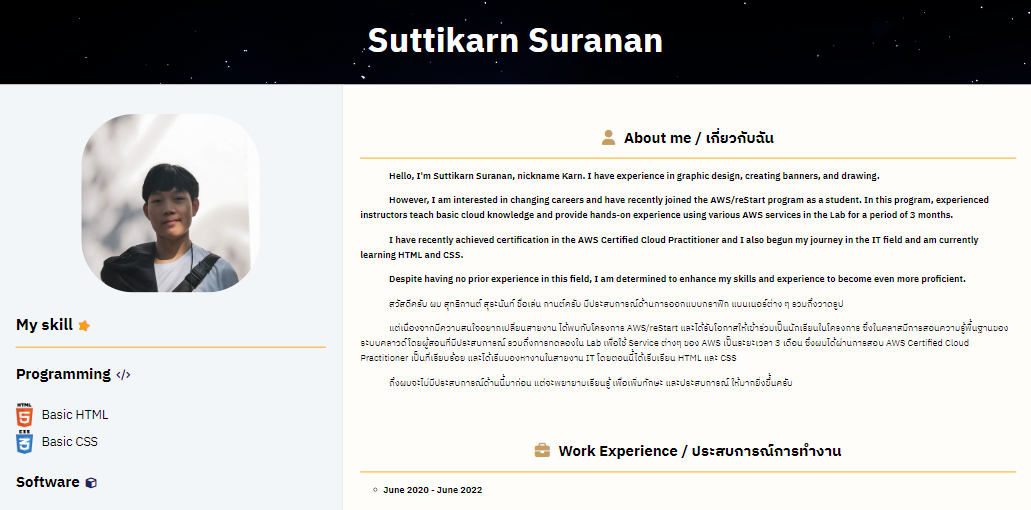 Suttikarn Suranan
My skill
Programming </>
HTML
5
Basic HTML
CSS
3
Basic CSS
Software
About me / เกี่ยวกับฉัน
Hello, I'm Suttikarn Suranan, nickname Karn. I have experience in graphic design, creating banners, and drawing.
However, I am interested in changing careers and have recently joined the AWS/reStart program as a student. In this program, experienced
instructors teach basic cloud knowledge and provide hands-on experience using various AWS services in the Lab for a period of 3 months.
I have recently achieved certification in the AWS Certified Cloud Practitioner and I also begun my journey in the IT field and am currently
learning HTML and CSS.
Despite having no prior experience in this field, I am determined to enhance my skills and experience to become even more proficient.
สวัสดีครับ ผม สุทธิกานต์ สุระนันท์ ชื่อเล่น กานต์ครับ มีประสบการณ์ด้านการออกแบบกราฟิก แบนเนอร์ต่าง ๆ รวมถึงวาดรูป
แต่เนื่องจากมีความสนใจอยากเปลี่ยนสายงาน ได้พบกับโครงการ AWS/reStart และได้รับโอกาสให้เข้าร่วมเป็นนักเรียนในโครงการ ซึ่งในคลาสมีการสอนความรู้พื้นฐานของ
ระบบคลาวด์โดยผู้สอนที่มีประสบการณ์ รวมถึงการทดลองใน Lab เพื่อใช้ Service ต่างๆ ของ AWS เป็นระยะเวลา 3 เดือน ซึ่งผมได้ผ่านการสอบ AWS Certified Cloud
Practitioner เป็นที่เรียบร้อย และได้เริ่มมองหางานในสายงาน IT โดยตอนนี้ได้เริ่มเรียน HTML และ CSS
ถึงผมจะไม่มีประสบการณ์ด้านนี้มาก่อน แต่จะพยายามเรียนรู้ เพื่อเพิ่มทักษะ และประสบการณ์ ให้มากยิ่งขึ้นครับ
Work Experience / ประสบการณ์การทำงาน
June 2020 - June 2022